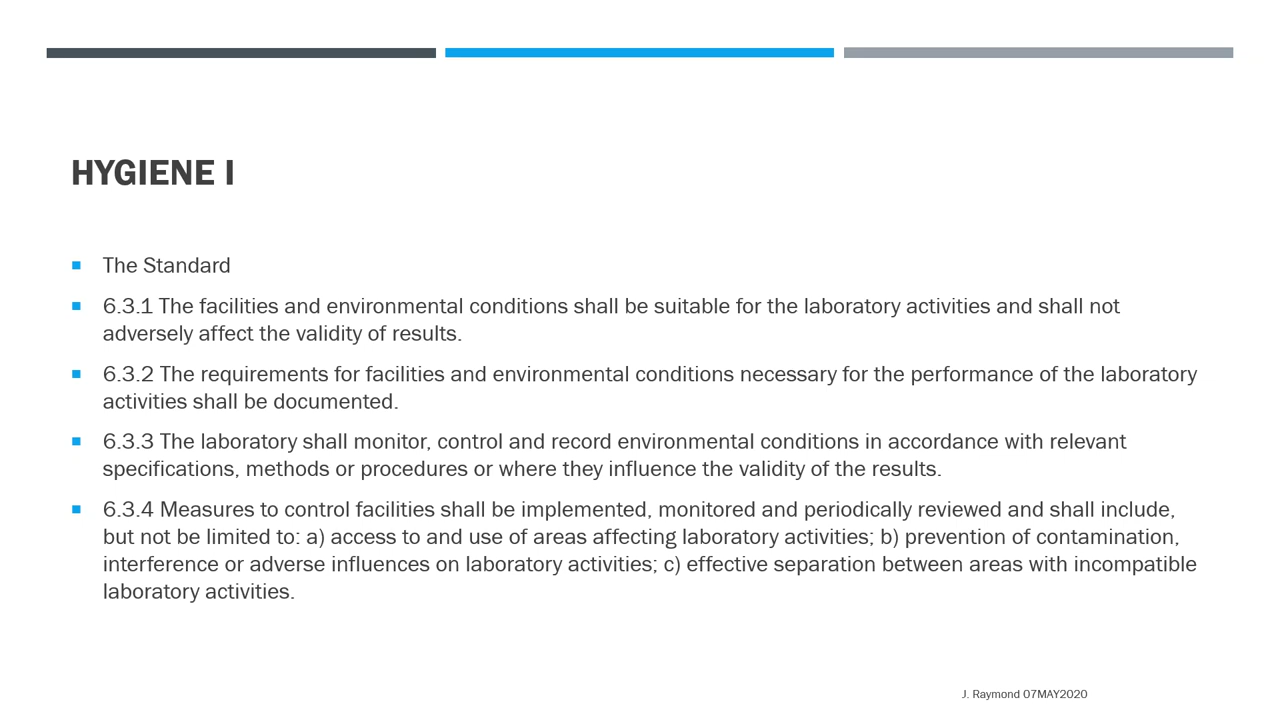 HYGIENE I
The Standard
6.3.1 The facilities and environmental conditions shall be suitable for the laboratory activities and shall not
adversely affect the validity of results.
6.3.2 The requirements for facilities and environmental conditions necessary for the performance of the laboratory
activities shall be documented.
6.3.3 The laboratory shall monitor, control and record environmental conditions in accordance with relevant
specifications, methods or procedures or where they influence the validity of the results.
6.3.4 Measures to control facilities shall be implemented, monitored and periodically reviewed and shall include,
but not be limited to: a) access to and use of areas affecting laboratory activities; b) prevention of contamination,
interference or adverse influences on laboratory activities; c) effective separation between areas with incompatible
laboratory activities.
J. Raymond 07MAY2020